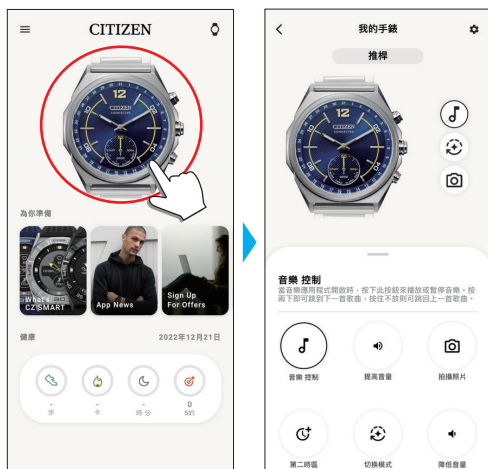 CITIZEN
12
CITIZEN
CONNECTED
為你準備
What's
CZ SMART
App News
Sign Up
For Offers
健康
2022年12月21日
-
步
-
卡
-
時 分
0
5的
我的手錶
推桿
12
CITIZEN
CONNECTED
音樂 控制
當音樂應用程式開啟時，按下此按鈕來播放或暫停音樂。按
兩下即可跳到下一首歌曲，按住不放則可跳回上一首歌曲。
音樂 控制
提高音量
拍攝照片
第二時區
切換模式
降低音量